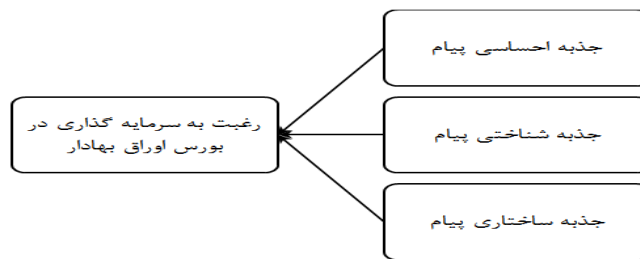 جذبه احساسی پیام
رغبت به سرمایه گذاری در
بورس اوراق بهادار
جذبه شناختی پیام
جذبه ساختاری پیام